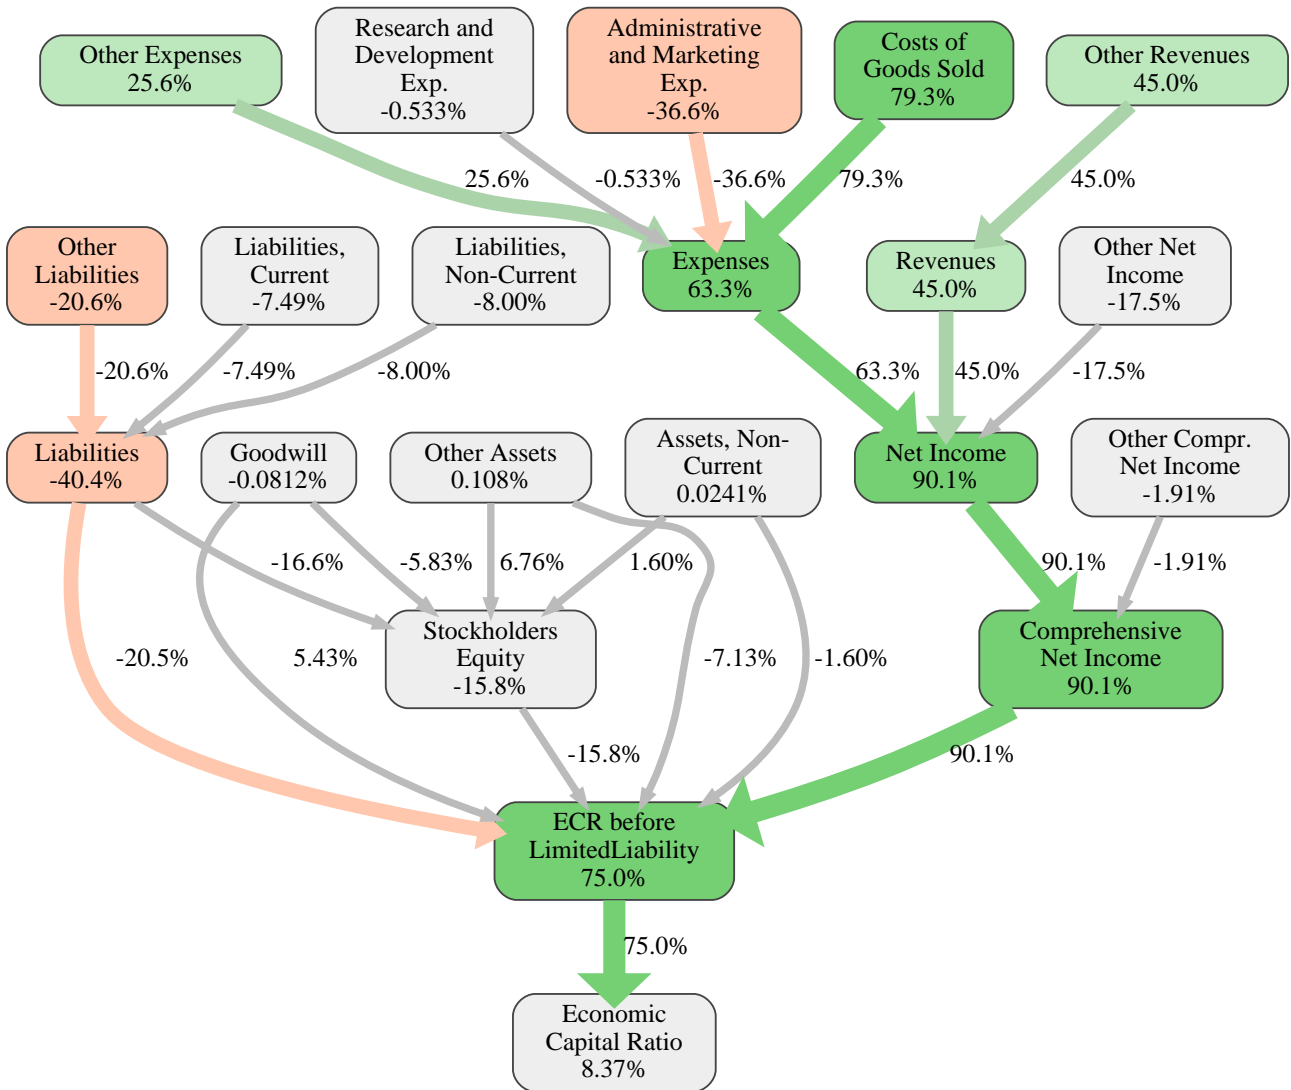 Other Expenses
25.6%
Research and
Development
Exp.
-0.533%
Administrative
and Marketing
Exp.
-36.6%
Costs of
Goods Sold
79.3%
Other Revenues
45.0%
25.6%
-0.533%
-36.6%
79.3%
45.0%
Other
Liabilities
-20.6%
Liabilities,
Current
-7.49%
Liabilities,
Non-Current
-8.00%
Expenses
63.3%
Revenues
45.0%
Other Net
Income
-17.5%
-20.6%
-7.49%
-8.00%
63.3%
45.0%
-17.5%
Liabilities
-40.4%
Goodwill
-0.0812%
Other Assets
0.108%
Assets, Non-
Current
0.0241%
Net Income
90.1%
Other Compr.
Net Income
-1.91%
-16.6%
-5.83%
6.76%
1.60%
90.1%
-1.91%
-20.5%
5.43%
Stockholders
Equity
-15.8%
-7.13%
-1.60%
Comprehensive
Net Income
90.1%
-15.8%
90.1%
ECR before
LimitedLiability
75.0%
75.0%
Economic
Capital Ratio
8.37%